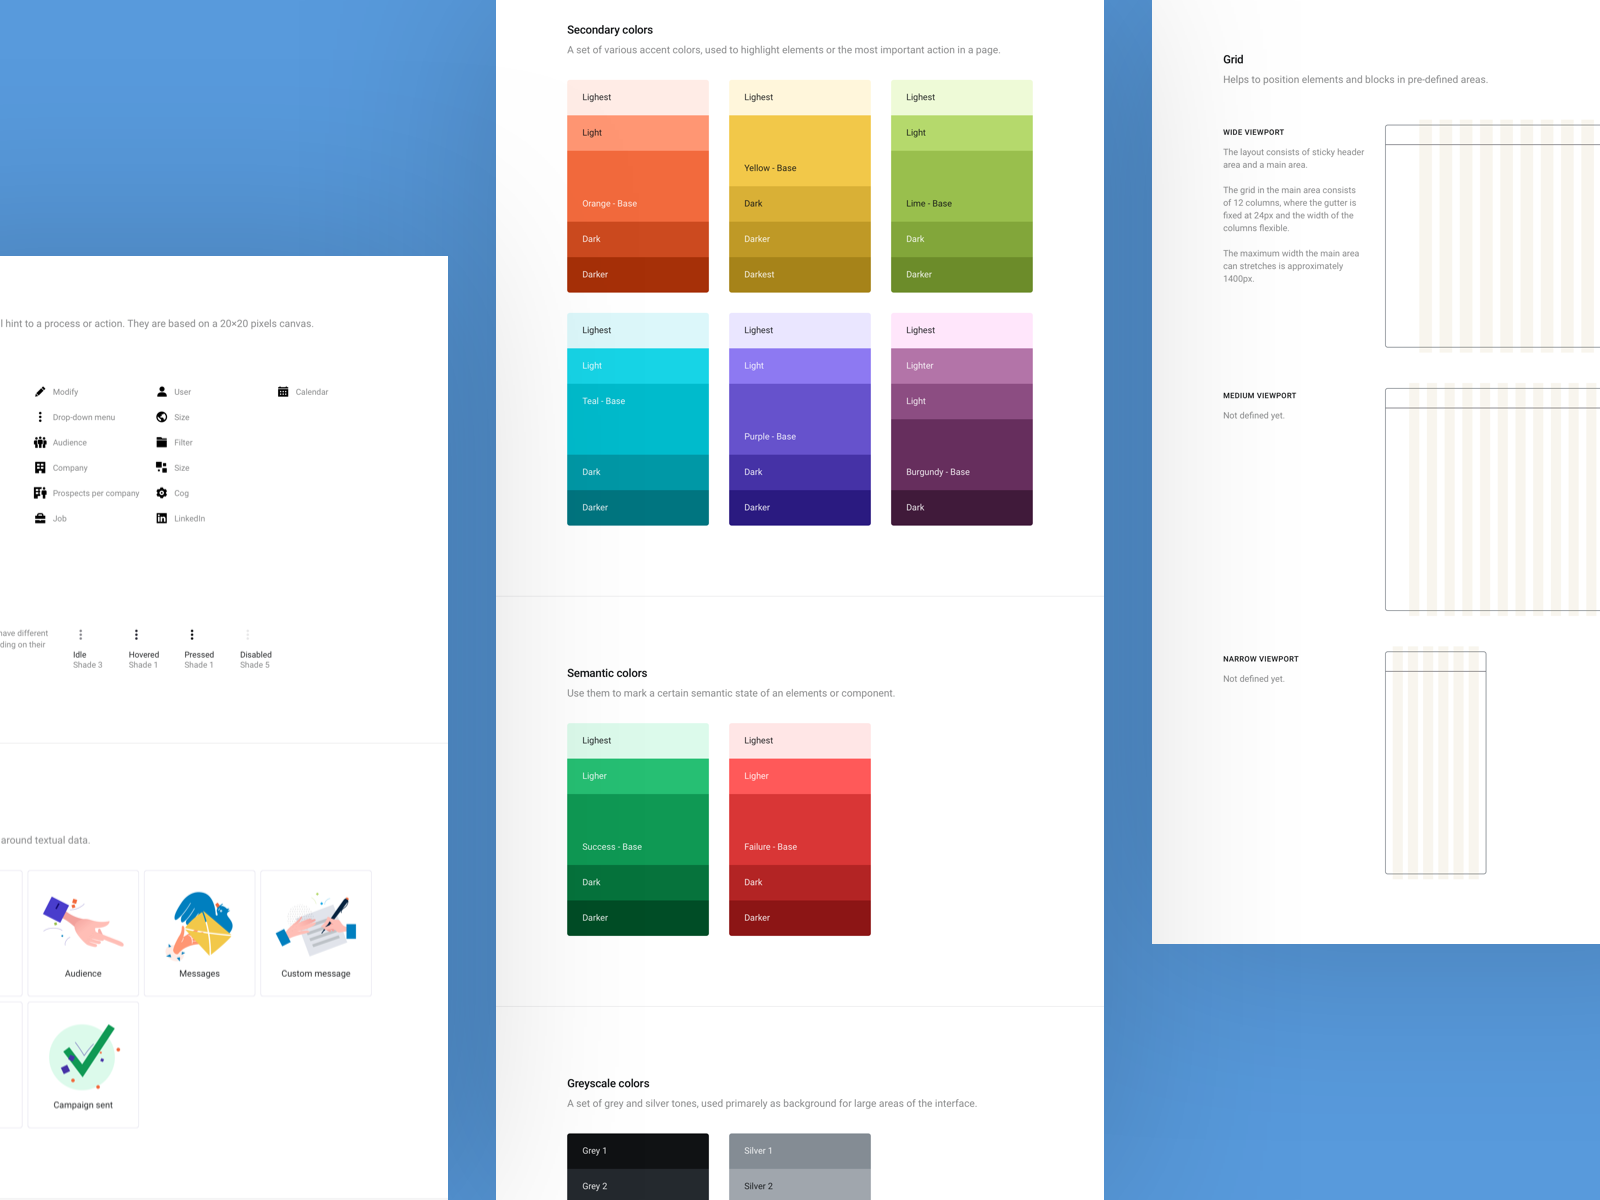 l hint to a process or action. They are based on a 20×20 pixels canvas.
Modify
User
Calendar
Drop-down menu
Size
Audience
Filter
Company
Size
Prospects per company
Cog
Job
LinkedIn
have different
ding on their
Idle
Shade 3
Hovered
Shade 1
Pressed
Shade 1
Disabled
Shade 5
around textual data.
Audience
Messages
Custom message
Campaign sent
Secondary colors
A set of various accent colors, used to highlight elements or the most important action in a page.
Lighest
Light
Orange - Base
Dark
Darker
Lighest
Yellow - Base
Dark
Darker
Darkest
Lighest
Light
Lime - Base
Dark
Darker
Lighest
Light
Teal - Base
Dark
Darker
Lighest
Light
Purple - Base
Dark
Darker
Lighest
Lighter
Light
Burgundy - Base
Dark
Semantic colors
Use them to mark a certain semantic state of an elements or component.
Lighest
Ligher
Success - Base
Dark
Darker
Lighest
Ligher
Failure - Base
Dark
Darker
Greyscale colors
A set of grey and silver tones, used primarely as background for large areas of the interface.
Grey 1
Grey 2
Silver 1
Silver 2
Grid
Helps to position elements and blocks in pre-defined areas.
WIDE VIEWPORT
The layout consists of sticky header
area and a main area.
The grid in the main area consists
of 12 columns, where the gutter is
fixed at 24px and the width of the
columns flexible.
The maximum width the main area
can stretches is approximately
1400px.
MEDIUM VIEWPORT
Not defined yet.
NARROW VIEWPORT
Not defined yet.